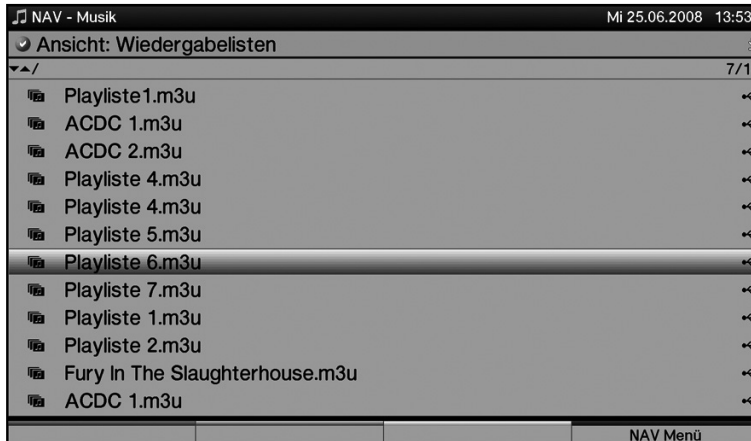 NAV - Musik Mi 25.06.2008 13:53
Ansicht: Wiedergabelisten
/ 7/1
Playliste1.m3u
ACDC 1.m3u
ACDC 2.m3u
Playliste 4.m3u
Playliste 4.m3u
Playliste 5.m3u
Playliste 6.m3u
Playliste 7.m3u
Playliste 1.m3u
Playliste 2.m3u
Fury In The Slaughterhouse.m3u
ACDC 1.m3u
NAV Menü